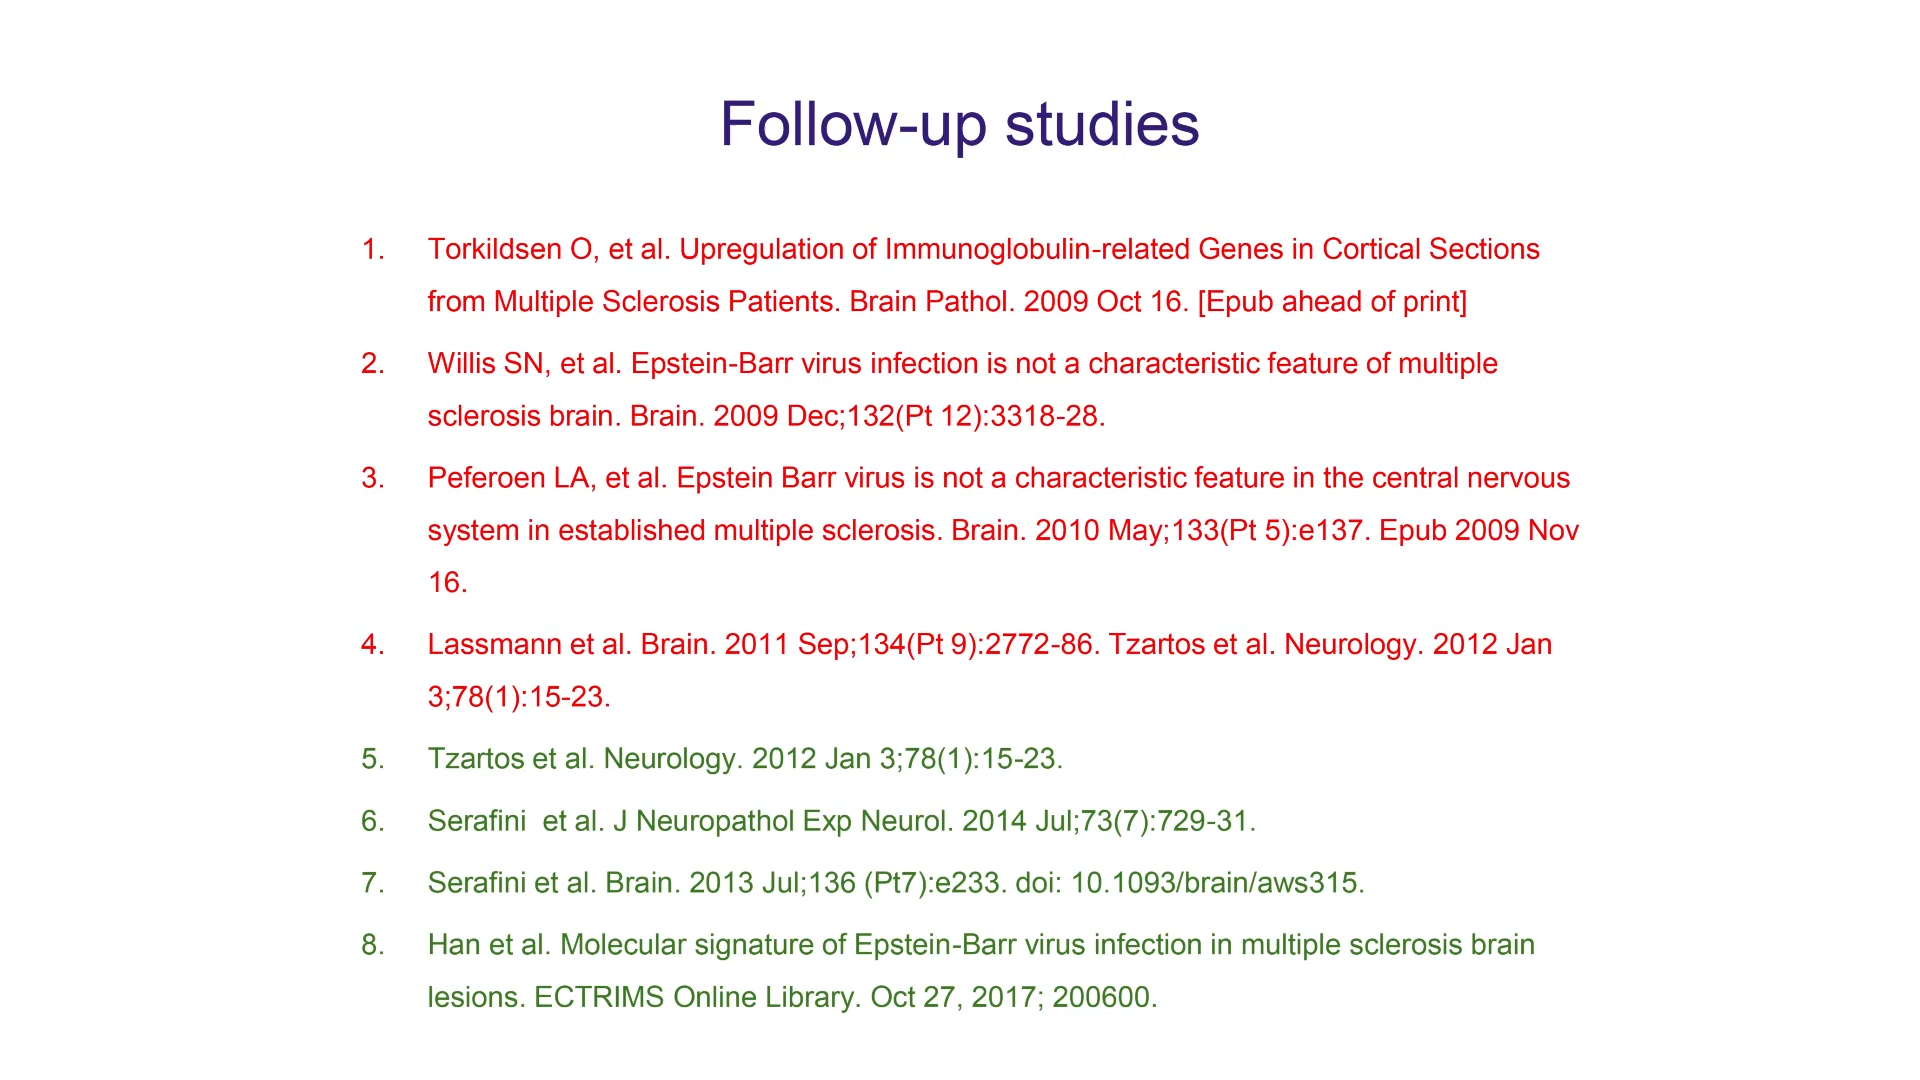 Follow-up studies
1. Torkildsen O, et al. Upregulation of Immunoglobulin-related Genes in Cortical Sections
from Multiple Sclerosis Patients. Brain Pathol. 2009 Oct 16. [Epub ahead of print]
2. Willis SN, et al. Epstein-Barr virus infection is not a characteristic feature of multiple
sclerosis brain. Brain. 2009 Dec;132(Pt 12):3318-28.
3. Peferoen LA, et al. Epstein Barr virus is not a characteristic feature in the central nervous
system in established multiple sclerosis. Brain. 2010 May;133(Pt 5):e137. Epub 2009 Nov
16.
4. Lassmann et al. Brain. 2011 Sep;134(Pt 9):2772-86. Tzartos et al. Neurology. 2012 Jan
3;78(1):15-23.
5. Tzartos et al. Neurology. 2012 Jan 3;78(1):15-23.
6. Serafini  et al. J Neuropathol Exp Neurol. 2014 Jul;73(7):729-31.
7. Serafini et al. Brain. 2013 Jul;136 (Pt7):e233. doi: 10.1093/brain/aws315.
8. Han et al. Molecular signature of Epstein-Barr virus infection in multiple sclerosis brain
lesions. ECTRIMS Online Library. Oct 27, 2017; 200600.